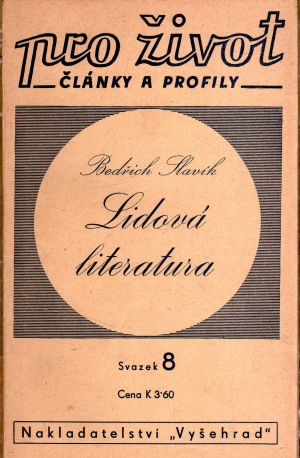 pro život
ČLÁNKY A PROFILY
Bedřich Slavík
Lidová
literatura
Svazek 8
Cena K 3·60
Nakladatelství „Vyšehrad"